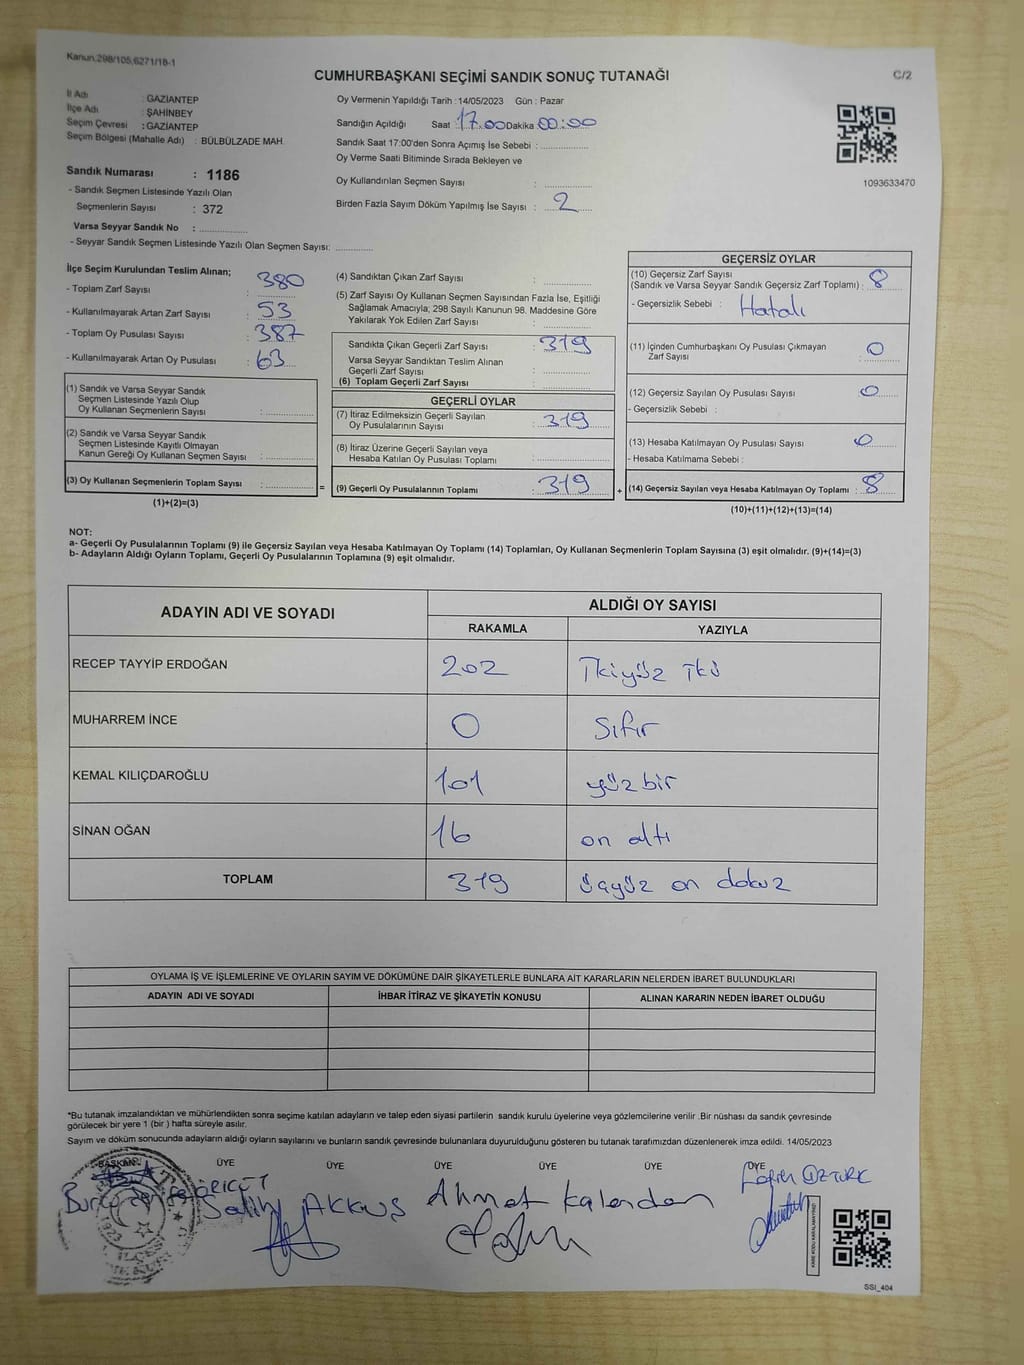 Kanun.298/105,6271/18-1
CUMHURBAŞKANI SEÇİMİ SANDIK SONUÇ TUTANAĞI
C/2
İl Adı : GAZİANTEP
İlçe Adı : ŞAHİNBEY
Seçim Çevresi : GAZİANTEP
Seçim Bölgesi (Mahalle Adı) : BÜLBÜLZADE MAH.
Oy Vermenin Yapıldığı Tarih : 14/05/2023 Gün : Pazar
Sandığın Açıldığı Saat : 17.00 Dakika 00:00
Sandık Saat 17:00'den Sonra Açımış İse Sebebi :
Oy Verme Saati Bitiminde Sırada Bekleyen ve
Oy Kullandırılan Seçmen Sayısı :
Birden Fazla Sayım Döküm Yapılmış İse Sayısı : 2
1093633470
Sandık Numarası : 1186
- Sandık Seçmen Listesinde Yazılı Olan
Seçmenlerin Sayısı : 372
Varsa Seyyar Sandık No :
- Seyyar Sandık Seçmen Listesinde Yazılı Olan Seçmen Sayısı:
İlçe Seçim Kurulundan Teslim Alınan;
- Toplam Zarf Sayısı : 380
- Kullanılmayarak Artan Zarf Sayısı : 53
- Toplam Oy Pusulası Sayısı : 387
- Kullanılmayarak Artan Oy Pusulası : 63
(1) Sandık ve Varsa Seyyar Sandık
Seçmen Listesinde Yazılı Olup
Oy Kullanan Seçmenlerin Sayısı :
(2) Sandık ve Varsa Seyyar Sandık
Seçmen Listesinde Kayıtlı Olmayan
Kanun Gereği Oy Kullanan Seçmen Sayısı :
(3) Oy Kullanan Seçmenlerin Toplam Sayısı : =
(1)+(2)=(3)
(4) Sandıktan Çıkan Zarf Sayısı :
(5) Zarf Sayısı Oy Kullanan Seçmen Sayısından Fazla İse, Eşitliği
Sağlamak Amacıyla; 298 Sayılı Kanunun 98. Maddesine Göre
Yakılarak Yok Edilen Zarf Sayısı :
Sandıkta Çıkan Geçerli Zarf Sayısı : 319
Varsa Seyyar Sandıktan Teslim Alınan
Geçerli Zarf Sayısı :
(6) Toplam Geçerli Zarf Sayısı :
GEÇERLİ OYLAR
(7) İtiraz Edilmeksizin Geçerli Sayılan
Oy Pusulalarının Sayısı : 319
(8) İtiraz Üzerine Geçerli Sayılan veya
Hesaba Katılan Oy Pusulası Toplamı :
(9) Geçerli Oy Pusulalarının Toplamı : 319 +
GEÇERSİZ OYLAR
(10) Geçersiz Zarf Sayısı
(Sandık ve Varsa Seyyar Sandık Geçersiz Zarf Toplamı) : 8
- Geçersizlik Sebebi : Hatalı
(11) İçinden Cumhurbaşkanı Oy Pusulası Çıkmayan
Zarf Sayısı : 0
(12) Geçersiz Sayılan Oy Pusulası Sayısı : 0
- Geçersizlik Sebebi :
(13) Hesaba Katılmayan Oy Pusulası Sayısı : 0
- Hesaba Katılmama Sebebi :
(14) Geçersiz Sayılan veya Hesaba Katılmayan Oy Toplamı : 8
(10)+(11)+(12)+(13)=(14)
NOT:
a- Geçerli Oy Pusulalarının Toplamı (9) ile Geçersiz Sayılan veya Hesaba Katılmayan Oy Toplamı (14) Toplamları, Oy Kullanan Seçmenlerin Toplam Sayısına (3) eşit olmalıdır. (9)+(14)=(3)
b- Adayların Aldığı Oyların Toplamı, Geçerli Oy Pusulalarının Toplamına (9) eşit olmalıdır.
ADAYIN ADI VE SOYADI
ALDIĞI OY SAYISI
RAKAMLA YAZIYLA
RECEP TAYYİP ERDOĞAN 202 İkiyüz iki
MUHARREM İNCE 0 Sıfır
KEMAL KILIÇDAROĞLU 101 yüz bir
SİNAN OĞAN 16 on altı
TOPLAM 319 üçyüz on dokuz
OYLAMA İŞ VE İŞLEMLERİNE VE OYLARIN SAYIM VE DÖKÜMÜNE DAİR ŞİKAYETLERLE BUNLARA AİT KARARLARIN NELERDEN İBARET BULUNDUKLARI
ADAYIN ADI VE SOYADI İHBAR İTİRAZ VE ŞİKAYETİN KONUSU ALINAN KARARIN NEDEN İBARET OLDUĞU
*Bu tutanak imzalandıktan ve mühürlendikten sonra seçime katılan adayların ve talep eden siyasi partilerin sandık kurulu üyelerine veya gözlemcilerine verilir .Bir nüshası da sandık çevresinde
görülecek bir yere 1 (bir ) hafta süreyle asılır.
Sayım ve döküm sonucunda adayların aldığı oyların sayılarını ve bunların sandık çevresinde bulunanlara duyurulduğunu gösteren bu tutanak tarafımızdan düzenlenerek imza edildi. 14/05/2023
BAŞKAN ÜYE ÜYE ÜYE ÜYE ÜYE ÜYE
Salih AKKUŞ Ahmet Kalendan ÖZTÜRK
SSI_404